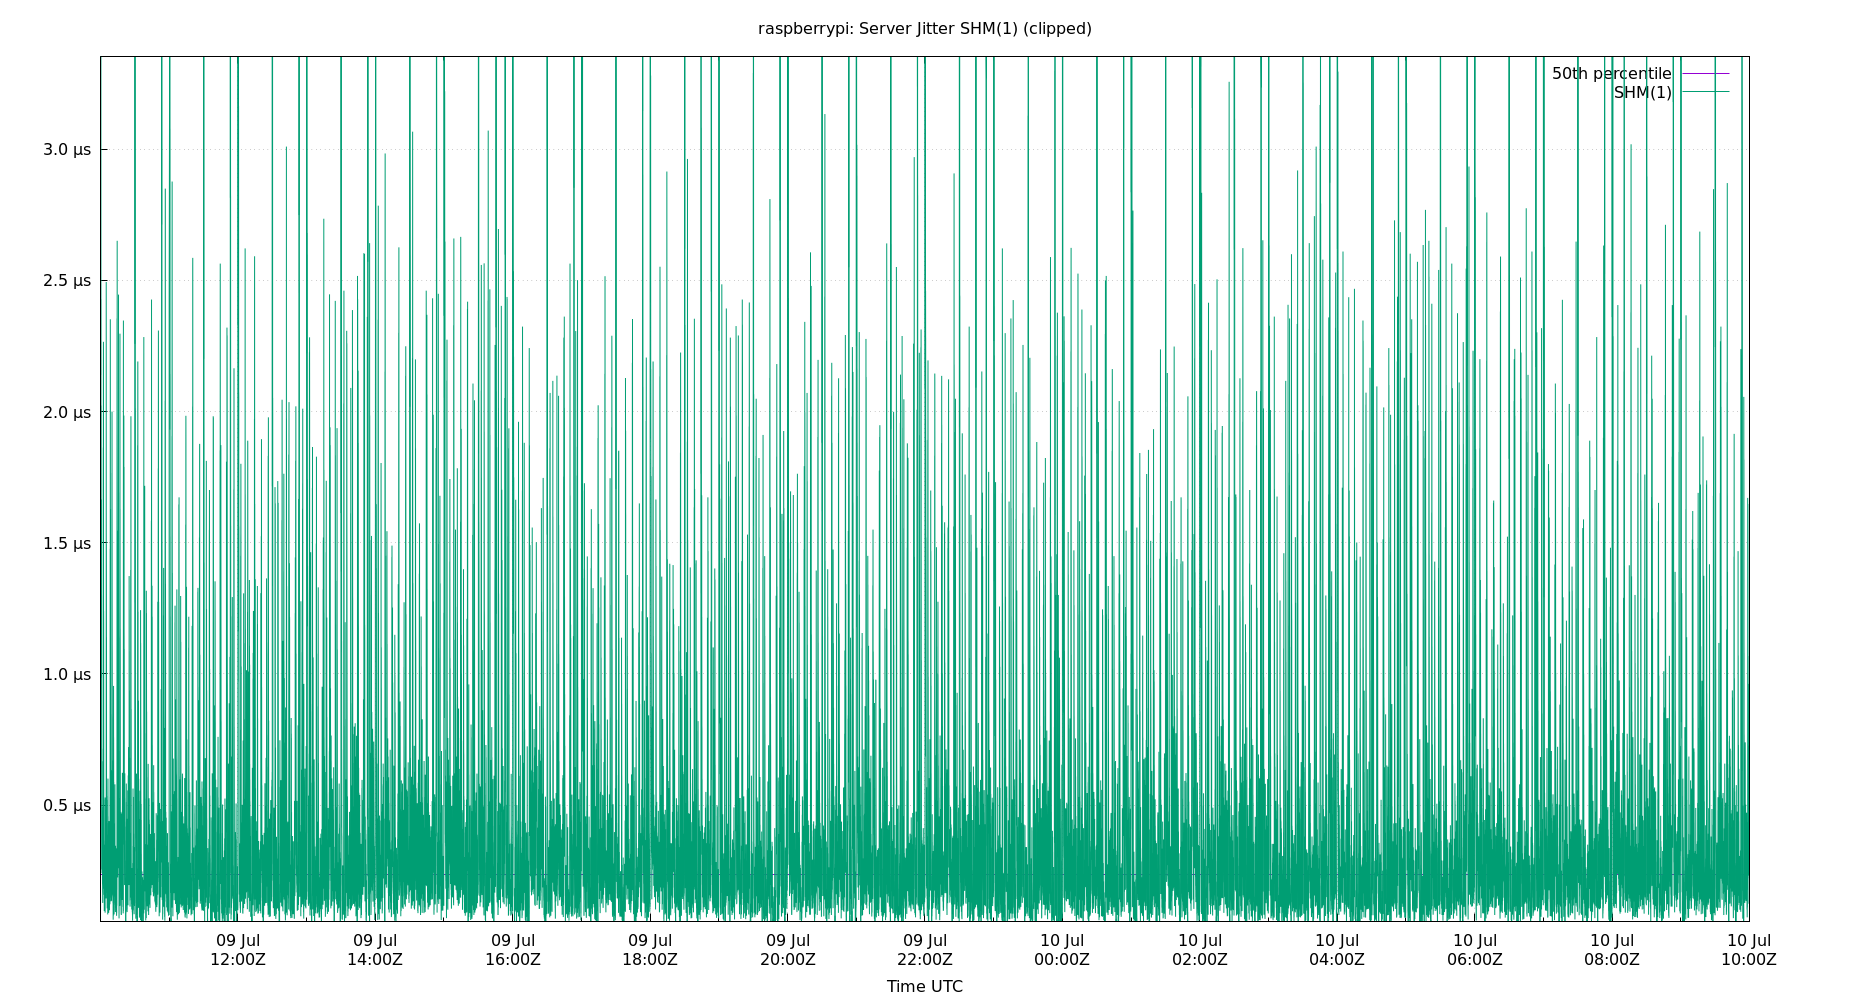 raspberrypi: Server Jitter SHM(1) (clipped)
50th percentile
SHM(1)
3.0 µs
2.5 µs
2.0 µs
1.5 µs
1.0 µs
0.5 µs
09 Jul 09 Jul 09 Jul 09 Jul 09 Jul 09 Jul 10 Jul 10 Jul 10 Jul 10 Jul 10 Jul 10 Jul
12:00Z 14:00Z 16:00Z 18:00Z 20:00Z 22:00Z 00:00Z 02:00Z 04:00Z 06:00Z 08:00Z 10:00Z
Time UTC